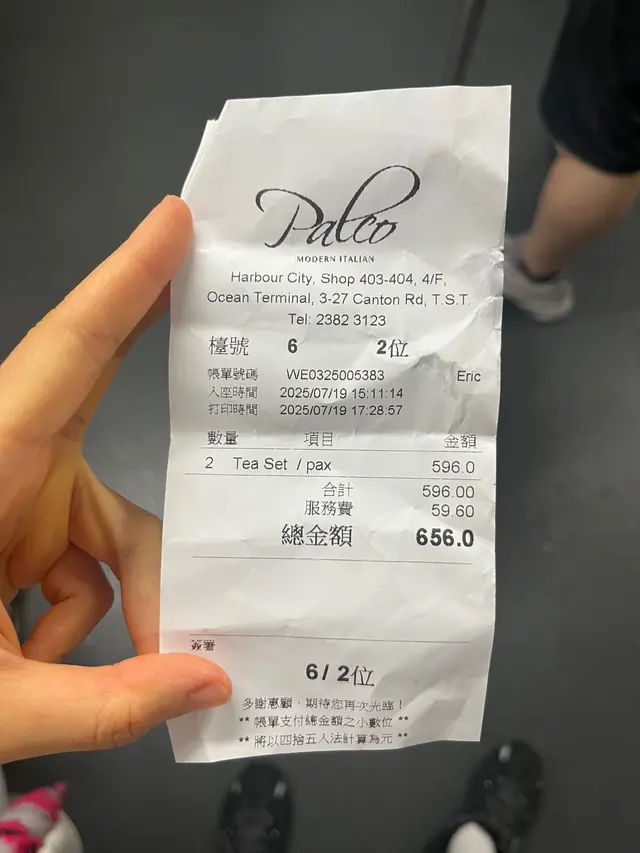 Palco
MODERN ITALIAN
Harbour City, Shop 403-404, 4/F,
Ocean Terminal, 3-27 Canton Rd, T.S.T.
Tel: 2382 3123
檯號 6 2位
帳單號碼 WE0325005383 Eric
入座時間 2025/07/19 15:11:14
打印時間 2025/07/19 17:28:57
數量 項目 金額
2 Tea Set / pax 596.0
合計 596.00
服務費 59.60
總金額 656.0
6/ 2位
多謝惠顧，期待您再次光臨！
** 帳單支付總金額之小數位 **
** 將以四捨五入法計算為元 **